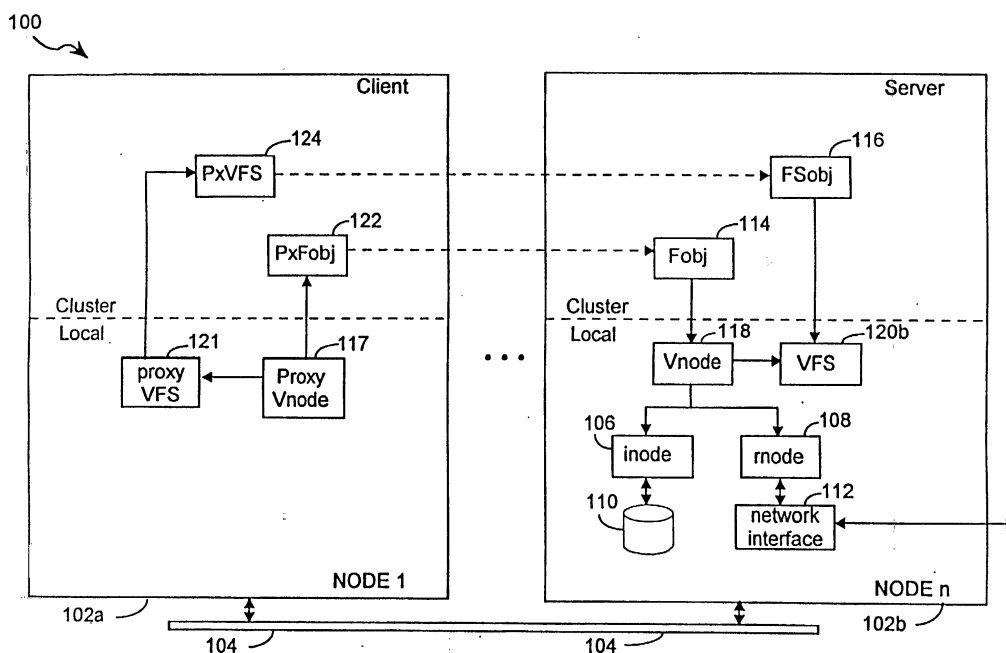 100
Client
Server
124
116
PxVFS
FSobj
122
114
PxFobj
Fobj
Cluster
Cluster
Local
Local
121
117
118
120b
proxy
VFS
Proxy
Vnode
• • •
Vnode
VFS
106
108
inode
rnode
110
112
network
interface
NODE 1
NODE n
102a
102b
104
104